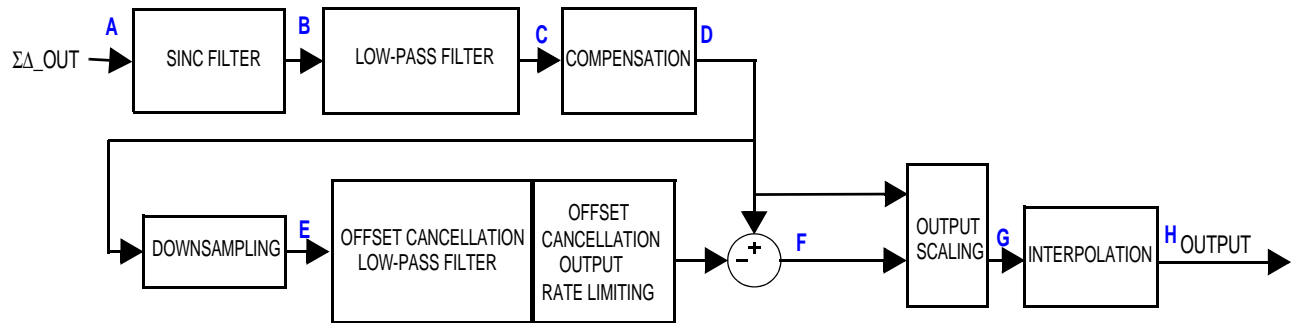 A
B
C
D
ΣΔ_OUT
SINC FILTER
LOW-PASS FILTER
COMPENSATION
E
DOWNSAMPLING
OFFSET CANCELLATION
LOW-PASS FILTER
OFFSET
CANCELLATION
OUTPUT
RATE LIMITING
- +
F
OUTPUT
SCALING
G
INTERPOLATION
H
OUTPUT